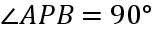 ∠APB = 90°